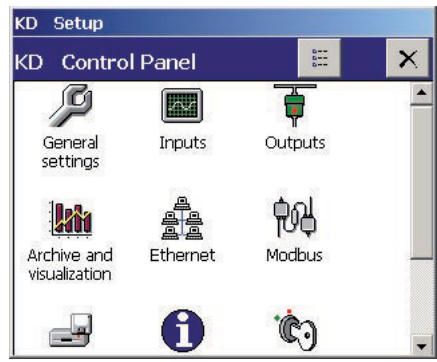 KD Setup
KD Control Panel
General settings
Inputs
Outputs
Archive and visualization
Ethernet
Modbus